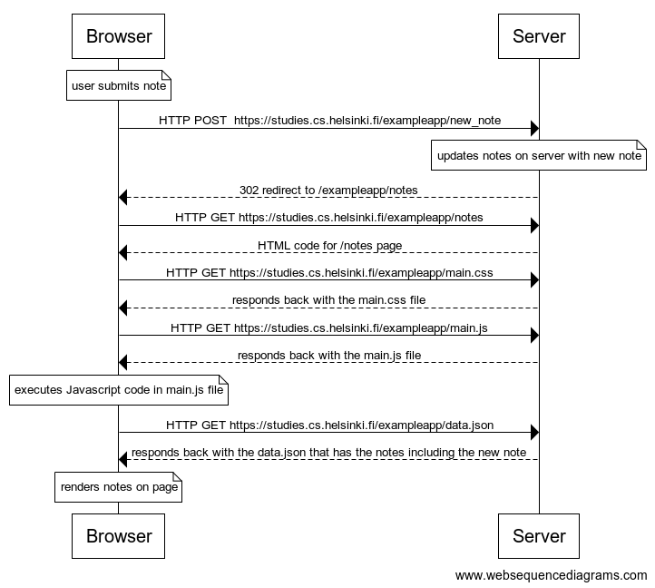 Browser
Server
user submits note
HTTP POST  https://studies.cs.helsinki.fi/exampleapp/new_note
updates notes on server with new note
302 redirect to /exampleapp/notes
HTTP GET https://studies.cs.helsinki.fi/exampleapp/notes
HTML code for /notes page
HTTP GET https://studies.cs.helsinki.fi/exampleapp/main.css
responds back with the main.css file
HTTP GET https://studies.cs.helsinki.fi/exampleapp/main.js
responds back with the main.js file
executes Javascript code in main.js file
HTTP GET https://studies.cs.helsinki.fi/exampleapp/data.json
responds back with the data.json that has the notes including the new note
renders notes on page
Browser
Server
www.websequencediagrams.com